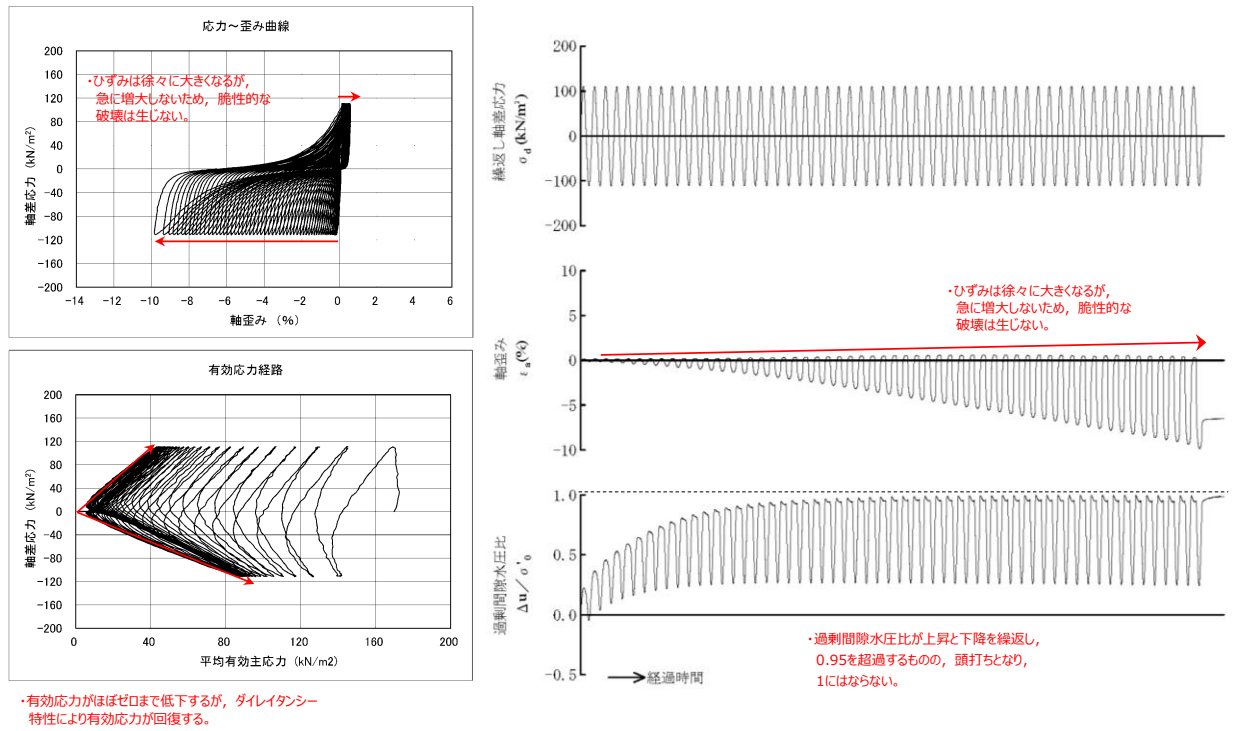 応力～歪み曲線
200
160
120
80
40
0
-40
-80
-120
-160
-200
-14 -12 -10 -8 -6 -4 -2 0 2 4 6
軸差応力 (kN/m²)
軸歪み (%)
・ひずみは徐々に大きくなるが，
急に増大しないため，脆性的な
破壊は生じない。
有効応力経路
200
160
120
80
40
0
-40
-80
-120
-160
-200
0 40 80 120 160 200
軸差応力 (kN/m²)
平均有効主応力 (kN/m2)
・有効応力がほぼゼロまで低下するが，ダイレイタンシー
特性により有効応力が回復する。
200
100
0
-100
-200
繰返し軸差応力
σd(kN/m²)
10
5
0
-5
-10
軸歪み
εa(%)
・ひずみは徐々に大きくなるが，
急に増大しないため，脆性的な
破壊は生じない。
1.0
0.5
0.0
-0.5
過剰間隙水圧比
Δu／σ'0
・過剰間隙水圧比が上昇と下降を繰返し，
0.95を超過するものの，頭打ちとなり，
1にはならない。
経過時間